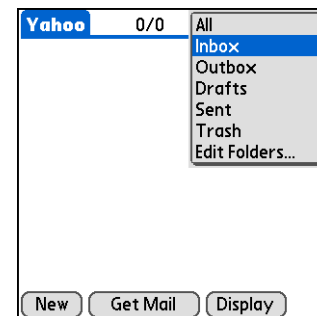 Yahoo 0/0 All
Inbox
Outbox
Drafts
Sent
Trash
Edit Folders...
New Get Mail Display